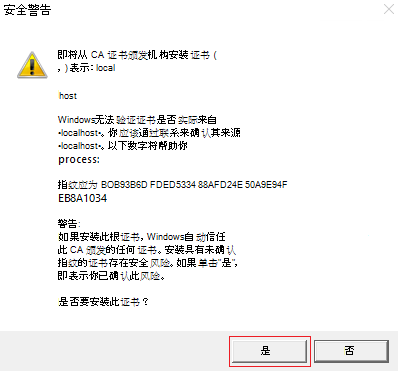 安全警告
即将从 CA 证书颁发机构安装证书 (
, ) 表示: local
host
Windows无法验证证书是否实际来自
•localhost•。你应该通过联系来确认其来源
•localhost•。以下数字将帮助你
process:
指纹应为 BOB93B6D FDED5334 88AFD24E 50A9E94F
EB8A1034
警告:
如果安装此根证书，Windows自动信任
此 CA 颁发的任何证书。安装具有未确认
指纹的证书存在安全风险。如果单击"是",
即表示你已确认此风险。
是否要安装此证书？
是
否